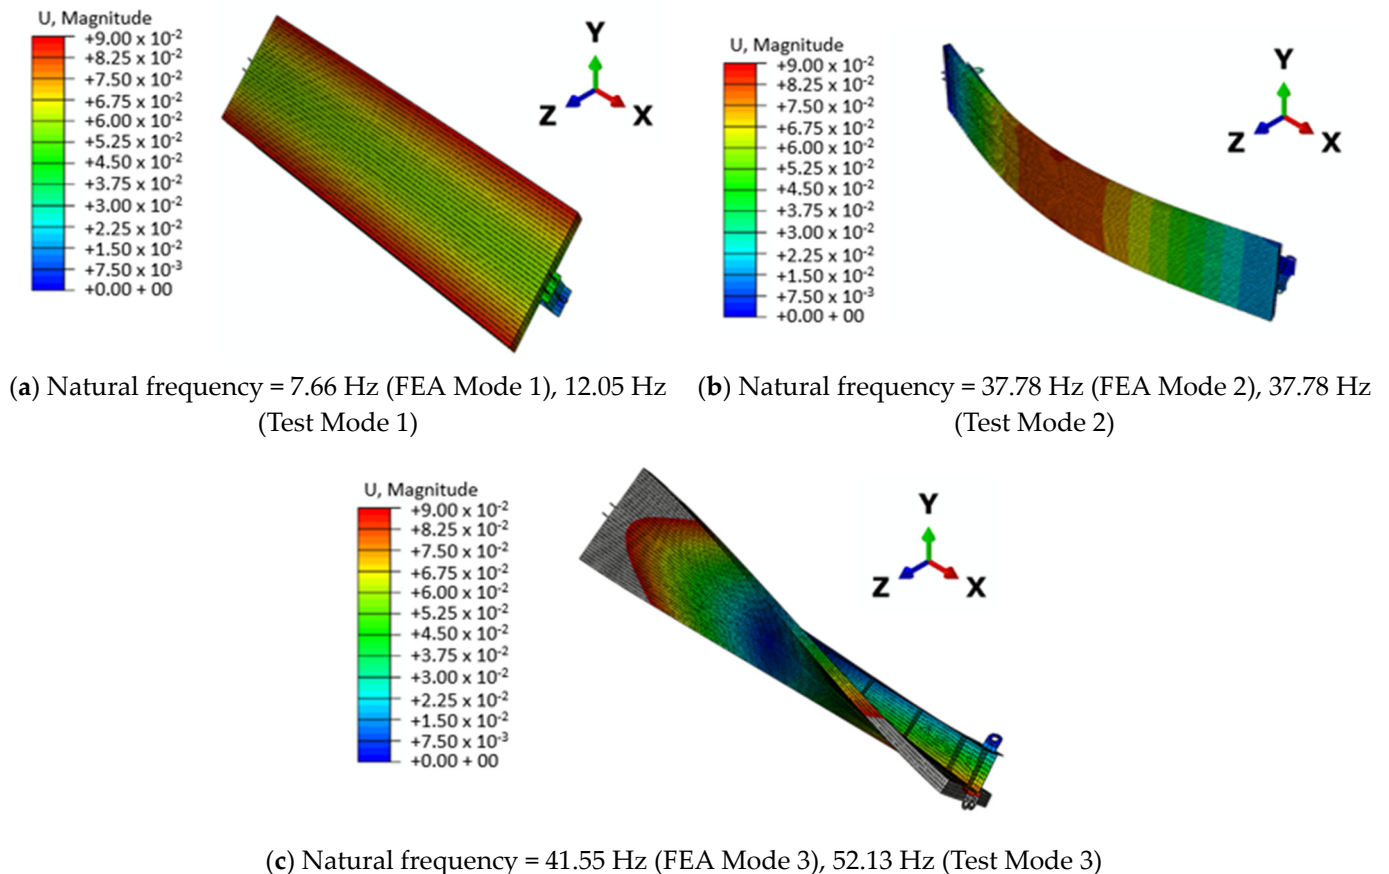 U, Magnitude
+9.00 x 10-2
+8.25 x 10-2
+7.50 x 10-2
+6.75 x 10-2
+6.00 x 10-2
+5.25 x 10-2
+4.50 x 10-2
+3.75 x 10-2
+3.00 x 10-2
+2.25 x 10-2
+1.50 x 10-2
+7.50 x 10-3
+0.00 + 00
Y
Z
X
U, Magnitude
+9.00 x 10-2
+8.25 x 10-2
+7.50 x 10-2
+6.75 x 10-2
+6.00 x 10-2
+5.25 x 10-2
+4.50 x 10-2
+3.75 x 10-2
+3.00 x 10-2
+2.25 x 10-2
+1.50 x 10-2
+7.50 x 10-3
+0.00 + 00
Y
Z
X
(a) Natural frequency = 7.66 Hz (FEA Mode 1), 12.05 Hz
(Test Mode 1)
(b) Natural frequency = 37.78 Hz (FEA Mode 2), 37.78 Hz
(Test Mode 2)
U, Magnitude
+9.00 x 10-2
+8.25 x 10-2
+7.50 x 10-2
+6.75 x 10-2
+6.00 x 10-2
+5.25 x 10-2
+4.50 x 10-2
+3.75 x 10-2
+3.00 x 10-2
+2.25 x 10-2
+1.50 x 10-2
+7.50 x 10-3
+0.00 + 00
Y
Z
X
(c) Natural frequency = 41.55 Hz (FEA Mode 3), 52.13 Hz (Test Mode 3)